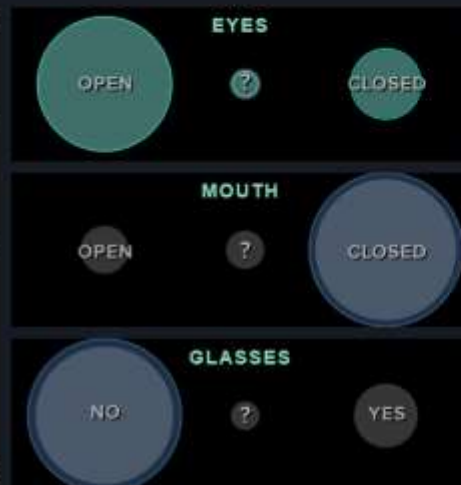 EYES
OPEN ? CLOSED
MOUTH
OPEN ? CLOSED
GLASSES
NO ? YES